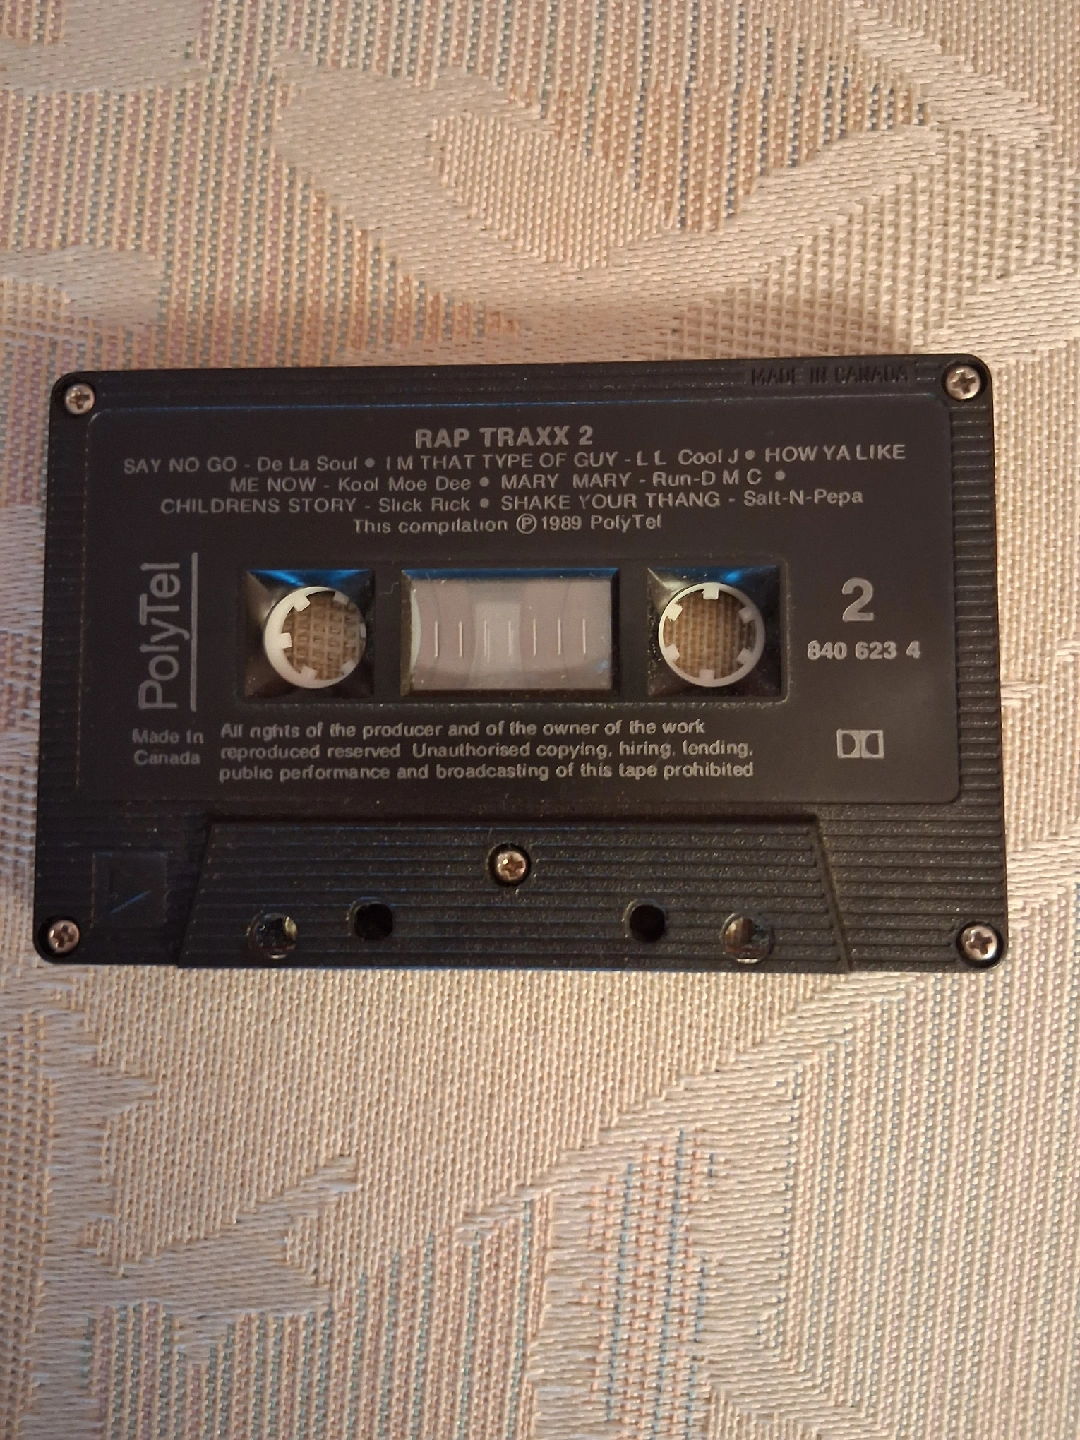 MADE IN CANADA
RAP TRAXX 2
SAY NO GO - De La Soul • I M THAT TYPE OF GUY - L L Cool J • HOW YA LIKE
ME NOW - Kool Moe Dee • MARY MARY - Run-D M C •
CHILDRENS STORY - Slick Rick • SHAKE YOUR THANG - Salt-N-Pepa
This compilation ℗ 1989 PolyTel
PolyTel
2
840 623 4
Made In
Canada
All rights of the producer and of the owner of the work
reproduced reserved Unauthorised copying, hiring, lending,
public performance and broadcasting of this tape prohibited